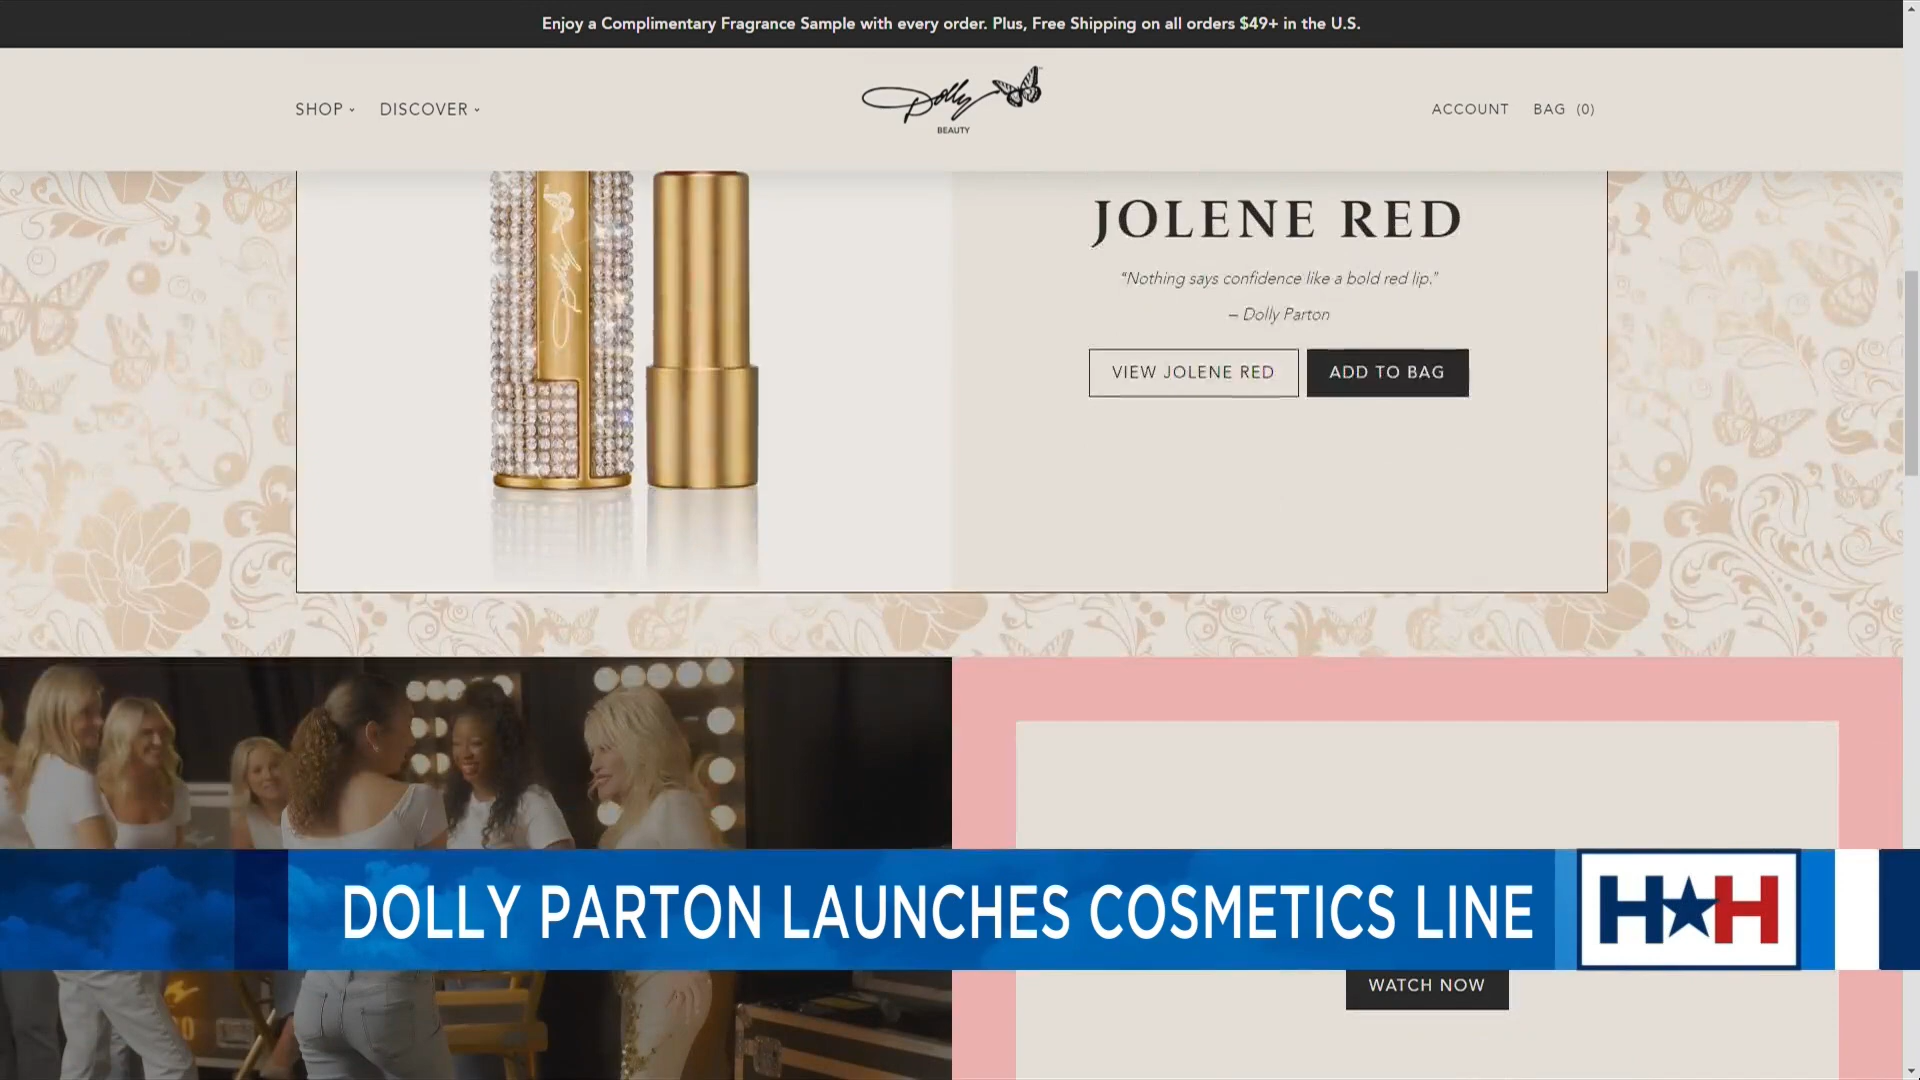 Enjoy a Complimentary Fragrance Sample with every order. Plus, Free Shipping on all orders $49+ in the U.S.
SHOP DISCOVER
Dolly
BEAUTY
ACCOUNT BAG (0)
Dolly
JOLENE RED
“Nothing says confidence like a bold red lip.”
– Dolly Parton
VIEW JOLENE RED ADD TO BAG
DOLLY PARTON LAUNCHES COSMETICS LINE
H★H
WATCH NOW